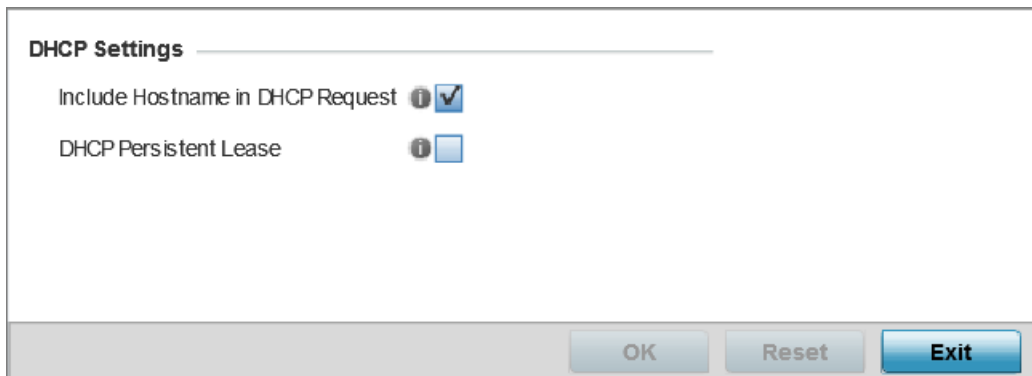 DHCP Settings
Include Hostname in DHCP Request
DHCP Persistent Lease
OK Reset Exit